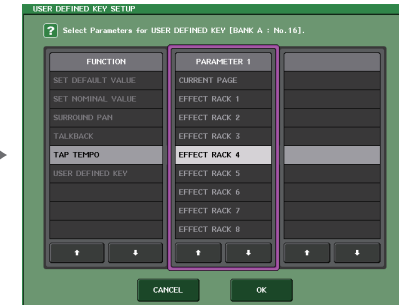 USER DEFINED KEY SETUP
? Select Parameters for USER DEFINED KEY [BANK A : No.16].
FUNCTION
SET DEFAULT VALUE
SET NOMINAL VALUE
SURROUND PAN
TALKBACK
TAP TEMPO
USER DEFINED KEY
PARAMETER 1
CURRENT PAGE
EFFECT RACK 1
EFFECT RACK 2
EFFECT RACK 3
EFFECT RACK 4
EFFECT RACK 5
EFFECT RACK 6
EFFECT RACK 7
EFFECT RACK 8
CANCEL
OK